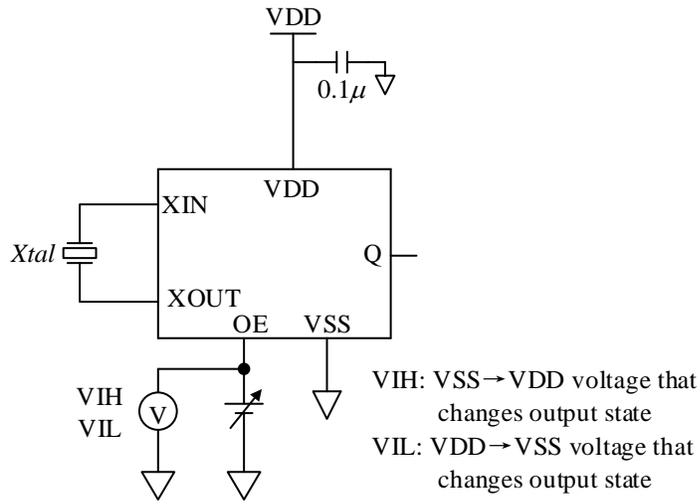 VDD
0.1μ
VDD
XIN
Xtal
Q
XOUT
OE
VSS
VIH
VIL
V
VIH: VSS→VDD voltage that
changes output state
VIL: VDD→VSS voltage that
changes output state